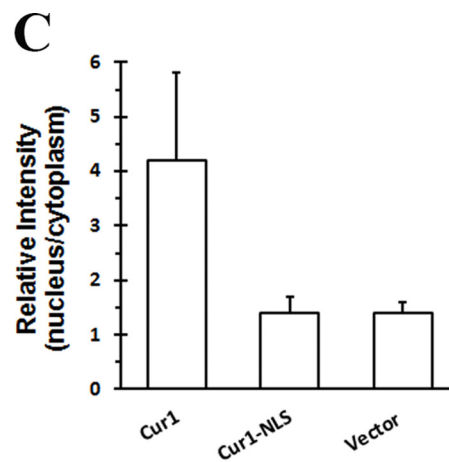 C
Relative Intensity
(nucleus/cytoplasm)
6
5
4
3
2
1
0
Cur1
Cur1-NLS
Vector